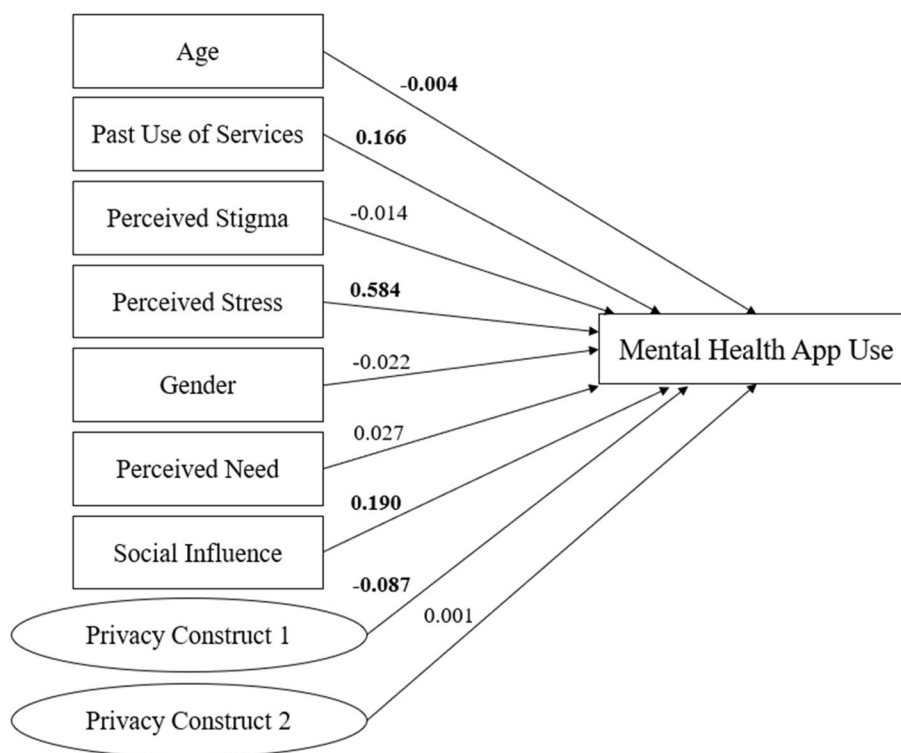 Age
-0.004
Past Use of Services
0.166
Perceived Stigma
-0.014
Perceived Stress
0.584
Mental Health App Use
Gender
-0.022
Perceived Need
0.027
Social Influence
0.190
Privacy Construct 1
-0.087
0.001
Privacy Construct 2